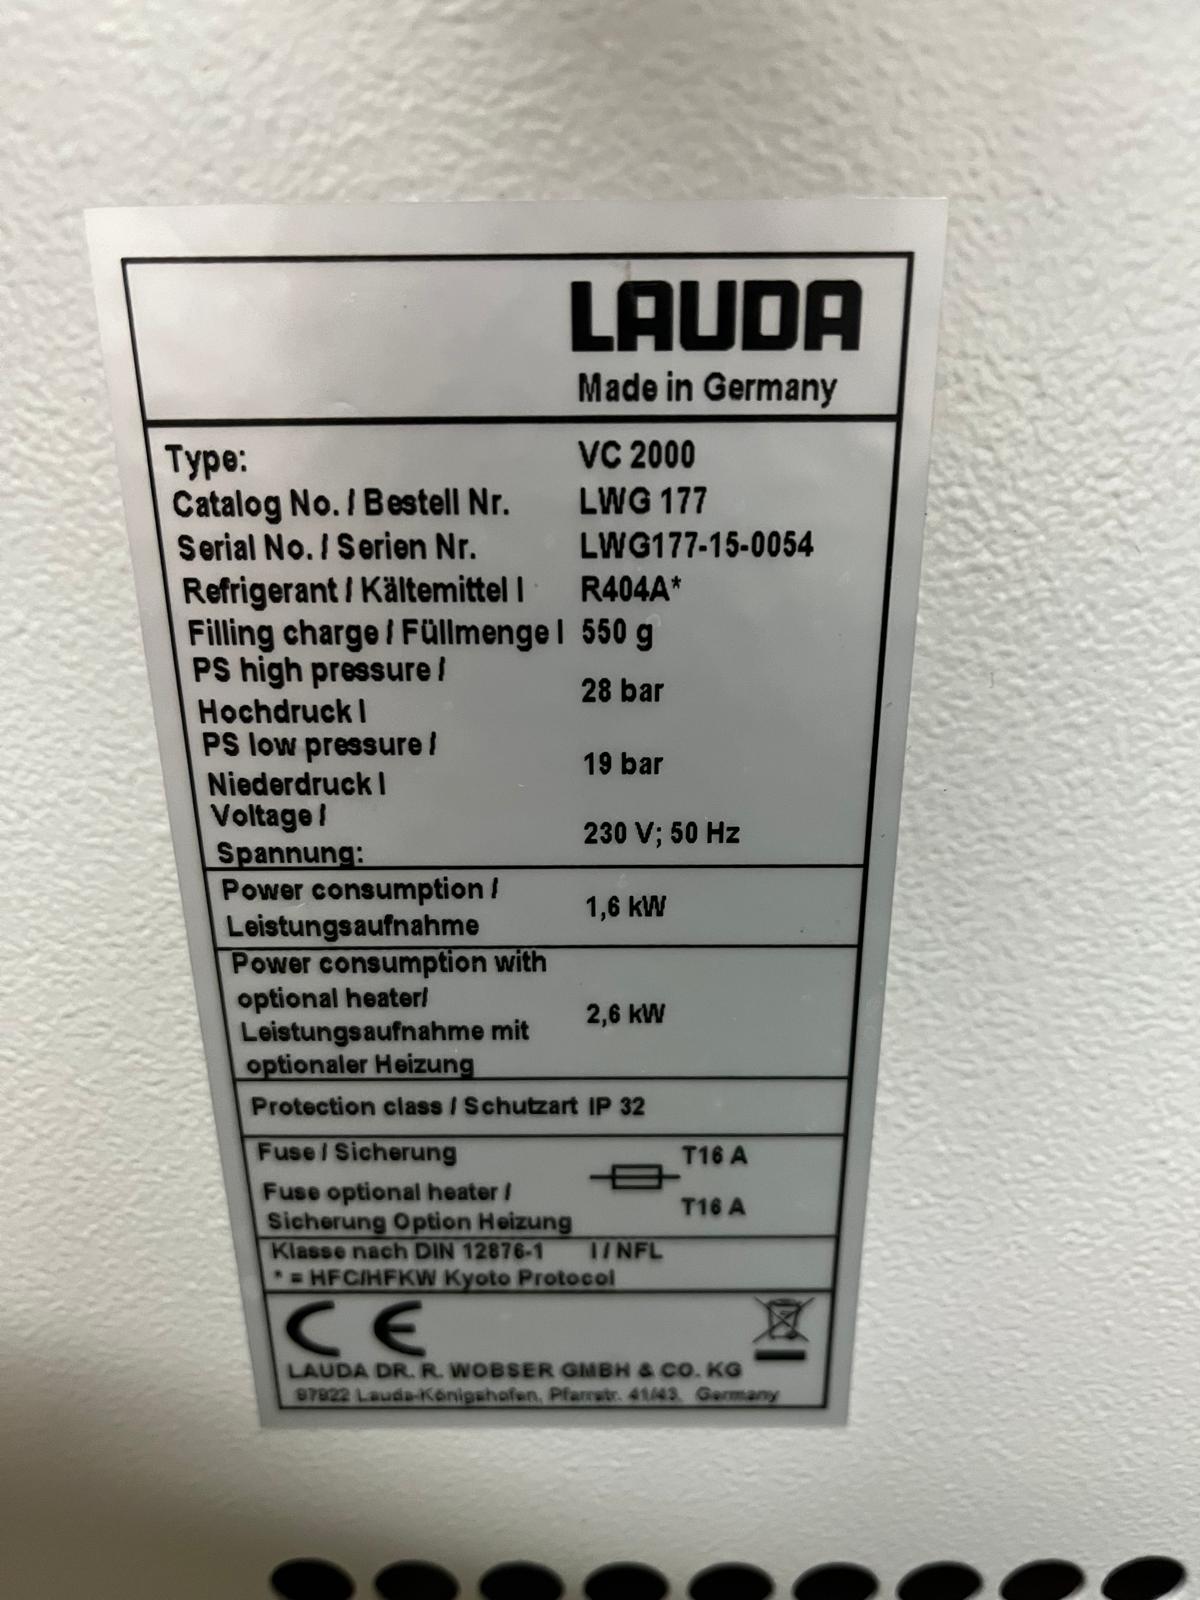 LAUDA
Made in Germany
Type: VC 2000
Catalog No. / Bestell Nr. LWG 177
Serial No. / Serien Nr. LWG177-15-0054
Refrigerant / Kältemittel I R404A*
Filling charge / Füllmenge I 550 g
PS high pressure /
Hochdruck I 28 bar
PS low pressure /
Niederdruck I 19 bar
Voltage /
Spannung: 230 V; 50 Hz
Power consumption /
Leistungsaufnahme 1,6 kW
Power consumption with
optional heater/
Leistungsaufnahme mit 2,6 kW
optionaler Heizung
Protection class / Schutzart IP 32
Fuse / Sicherung T16 A
Fuse optional heater /
Sicherung Option Heizung T16 A
Klasse nach DIN 12876-1 I / NFL
* = HFC/HFKW Kyoto Protocol
CE
LAUDA DR. R. WOBSER GMBH & CO. KG
97922 Lauda-Königshofen, Pfarrstr. 41/43, Germany